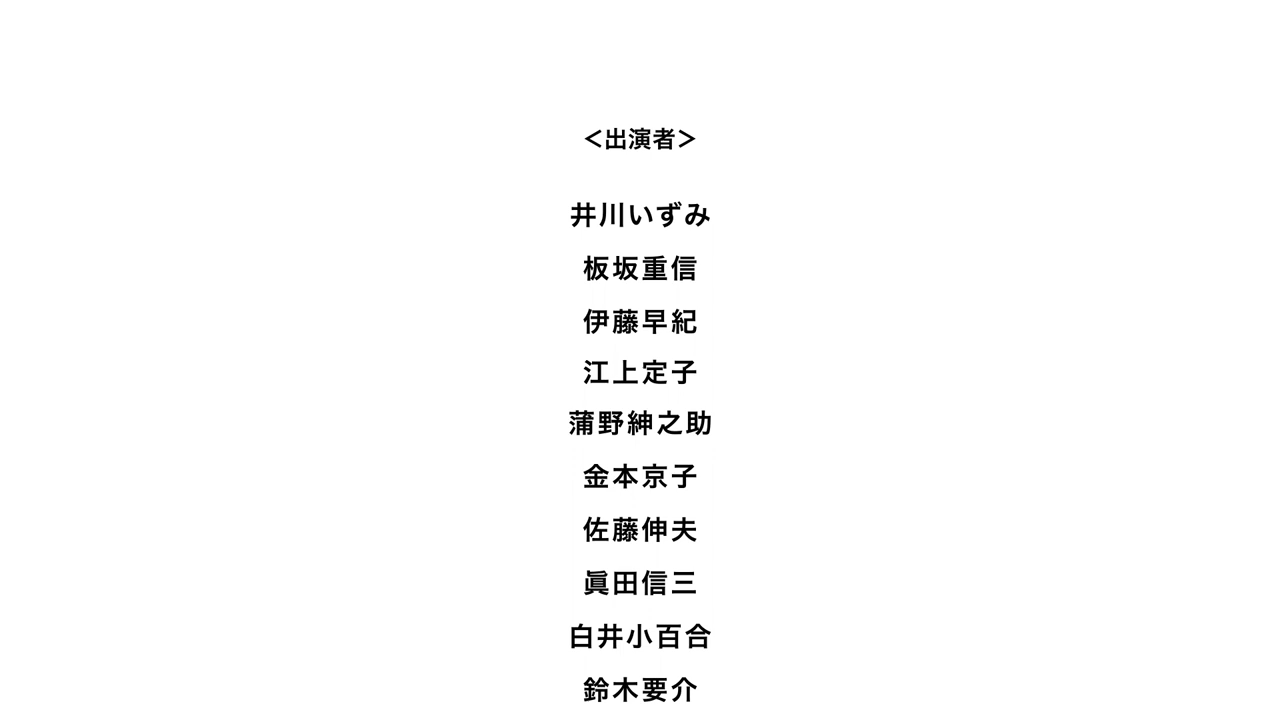 ＜出演者＞
井川いずみ
板坂重信
伊藤早紀
江上定子
蒲野紳之助
金本京子
佐藤伸夫
眞田信三
白井小百合
鈴木要介